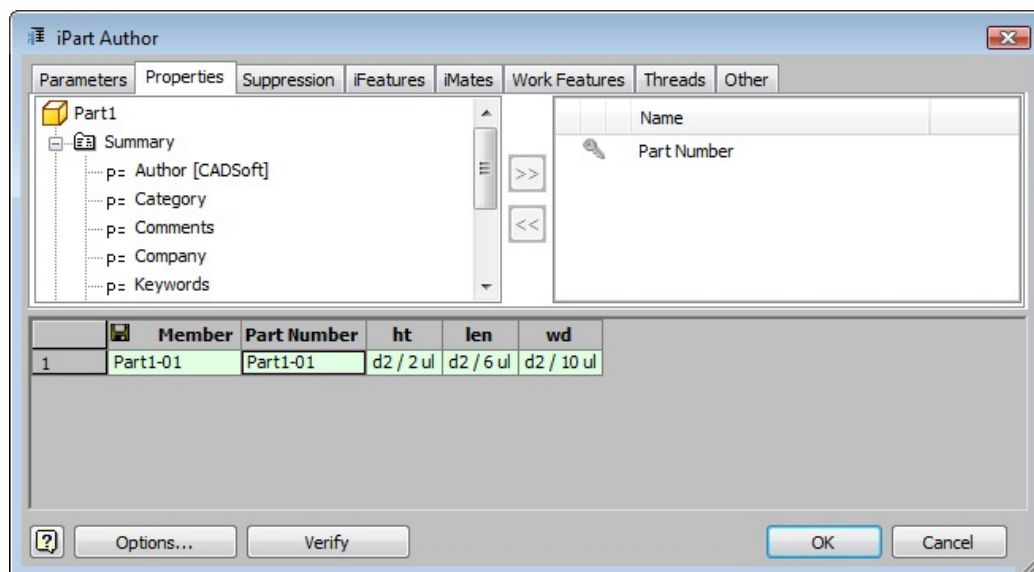 iPart Author
Parameters Properties Suppression iFeatures iMates Work Features Threads Other
Part1
Summary
p= Author [CADSoft]
p= Category
p= Comments
p= Company
p= Keywords
>>
<<
Name
Part Number
Member Part Number ht len wd
1 Part1-01 Part1-01 d2 / 2 ul d2 / 6 ul d2 / 10 ul
? Options... Verify OK Cancel